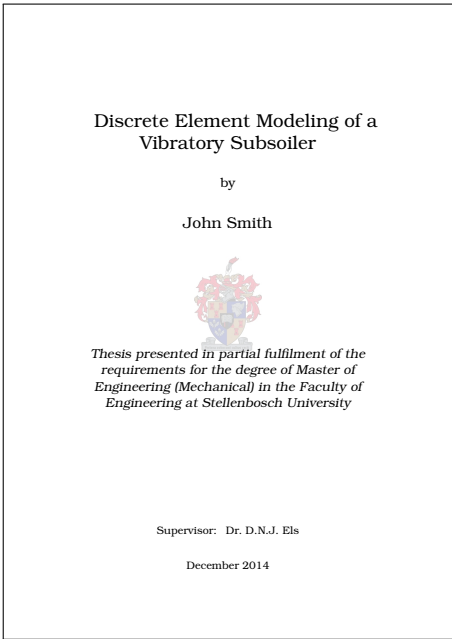 Discrete Element Modeling of a
Vibratory Subsoiler
by
John Smith
Thesis presented in partial fulfilment of the
requirements for the degree of Master of
Engineering (Mechanical) in the Faculty of
Engineering at Stellenbosch University
Supervisor: Dr. D.N.J. Els
December 2014